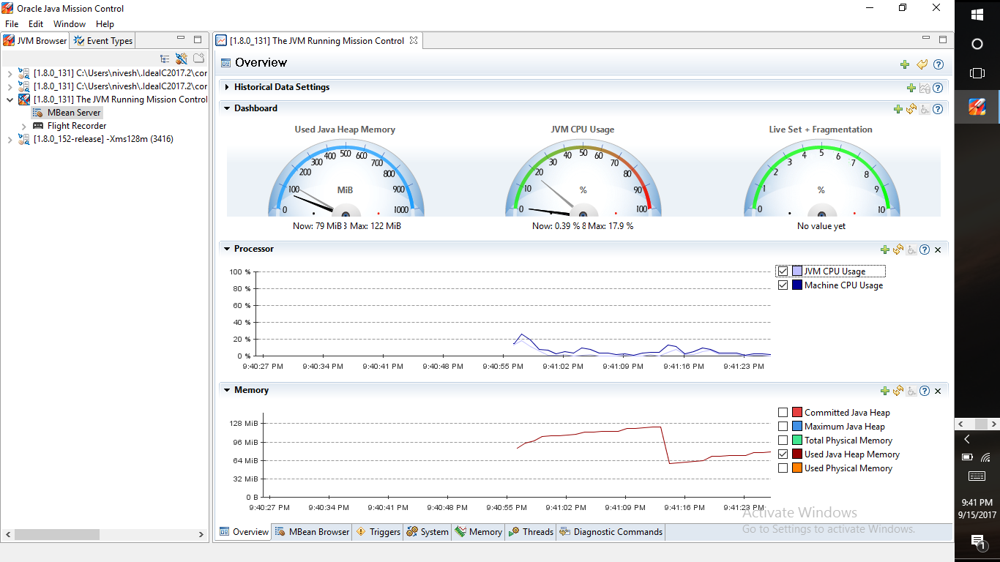 Oracle Java Mission Control
File Edit Window Help
JVM Browser Event Types
[1.8.0_131] C:\Users\nivesh\.IdealC2017.2\cor
[1.8.0_131] C:\Users\nivesh\.IdealC2017.2\cor
[1.8.0_131] The JVM Running Mission Control
MBean Server
Flight Recorder
[1.8.0_152-release] -Xms128m (3416)
[1.8.0_131] The JVM Running Mission Control
Overview
Historical Data Settings
Dashboard
Used Java Heap Memory
0 100 200 300 400 500 600 700 800 900 1000
MiB
Now: 79 MiB 8 Max: 122 MiB
JVM CPU Usage
0 10 20 30 40 50 60 70 80 90 100
%
Now: 0.39 % 8 Max: 17.9 %
Live Set + Fragmentation
0 1 2 3 4 5 6 7 8 9 10
%
No value yet
Processor
100 %
80 %
60 %
40 %
20 %
0 %
9:40:27 PM 9:40:34 PM 9:40:41 PM 9:40:48 PM 9:40:55 PM 9:41:02 PM 9:41:09 PM 9:41:16 PM 9:41:23 PM
JVM CPU Usage
Machine CPU Usage
Memory
128 MiB
96 MiB
64 MiB
32 MiB
0 B
9:40:27 PM 9:40:34 PM 9:40:41 PM 9:40:48 PM 9:40:55 PM 9:41:02 PM 9:41:09 PM 9:41:16 PM 9:41:23 PM
Committed Java Heap
Maximum Java Heap
Total Physical Memory
Used Java Heap Memory
Used Physical Memory
Activate Windows
Go to Settings to activate Windows.
Overview MBean Browser Triggers System Memory Threads Diagnostic Commands
9:41 PM
9/15/2017
1